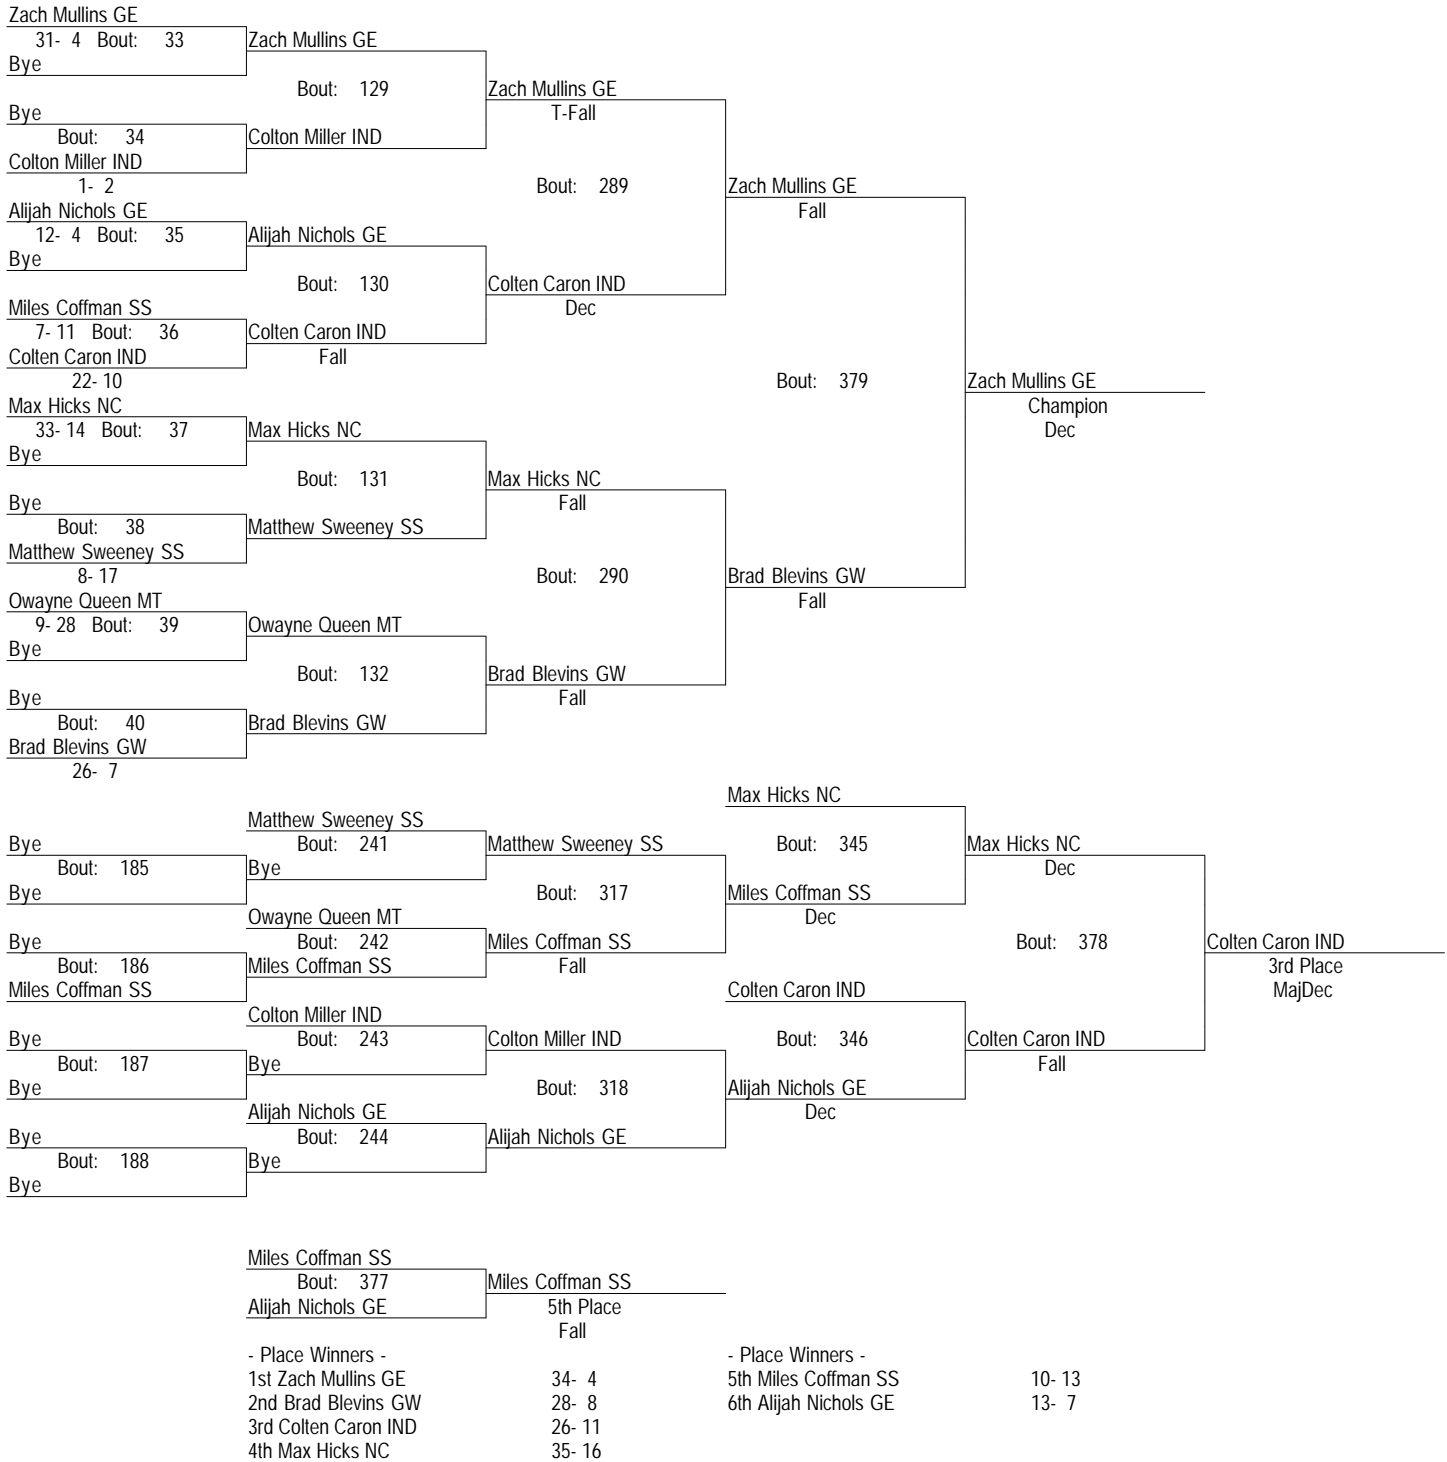 Zach Mullins GE
31- 4 Bout: 33 Zach Mullins GE
Bye
Bout: 129 Zach Mullins GE
Bye T-Fall
Bout: 34 Colton Miller IND
Colton Miller IND
1- 2 Bout: 289 Zach Mullins GE
Alijah Nichols GE Fall
12- 4 Bout: 35 Alijah Nichols GE
Bye
Bout: 130 Colten Caron IND
Miles Coffman SS Dec
7- 11 Bout: 36 Colten Caron IND
Colten Caron IND Fall
22- 10 Bout: 379 Zach Mullins GE
Max Hicks NC Champion
33- 14 Bout: 37 Max Hicks NC Dec
Bye
Bout: 131 Max Hicks NC
Bye Fall
Bout: 38 Matthew Sweeney SS
Matthew Sweeney SS
8- 17 Bout: 290 Brad Blevins GW
Owayne Queen MT Fall
9- 28 Bout: 39 Owayne Queen MT
Bye
Bout: 132 Brad Blevins GW
Bye Fall
Bout: 40 Brad Blevins GW
Brad Blevins GW
26- 7
Max Hicks NC
Matthew Sweeney SS
Bye Bout: 241 Matthew Sweeney SS Bout: 345 Max Hicks NC
Bout: 185 Bye Dec
Bye Bout: 317 Miles Coffman SS
Owayne Queen MT Dec
Bye Bout: 242 Miles Coffman SS Bout: 378 Colten Caron IND
Bout: 186 Miles Coffman SS Fall 3rd Place
Miles Coffman SS Colten Caron IND MajDec
Colton Miller IND
Bye Bout: 243 Colton Miller IND Bout: 346 Colten Caron IND
Bout: 187 Bye Fall
Bye Bout: 318 Alijah Nichols GE
Alijah Nichols GE Dec
Bye Bout: 244 Alijah Nichols GE
Bout: 188 Bye
Bye
Miles Coffman SS
Bout: 377 Miles Coffman SS
Alijah Nichols GE 5th Place
Fall
- Place Winners - - Place Winners -
1st Zach Mullins GE 34- 4 5th Miles Coffman SS 10- 13
2nd Brad Blevins GW 28- 8 6th Alijah Nichols GE 13- 7
3rd Colten Caron IND 26- 11
4th Max Hicks NC 35- 16